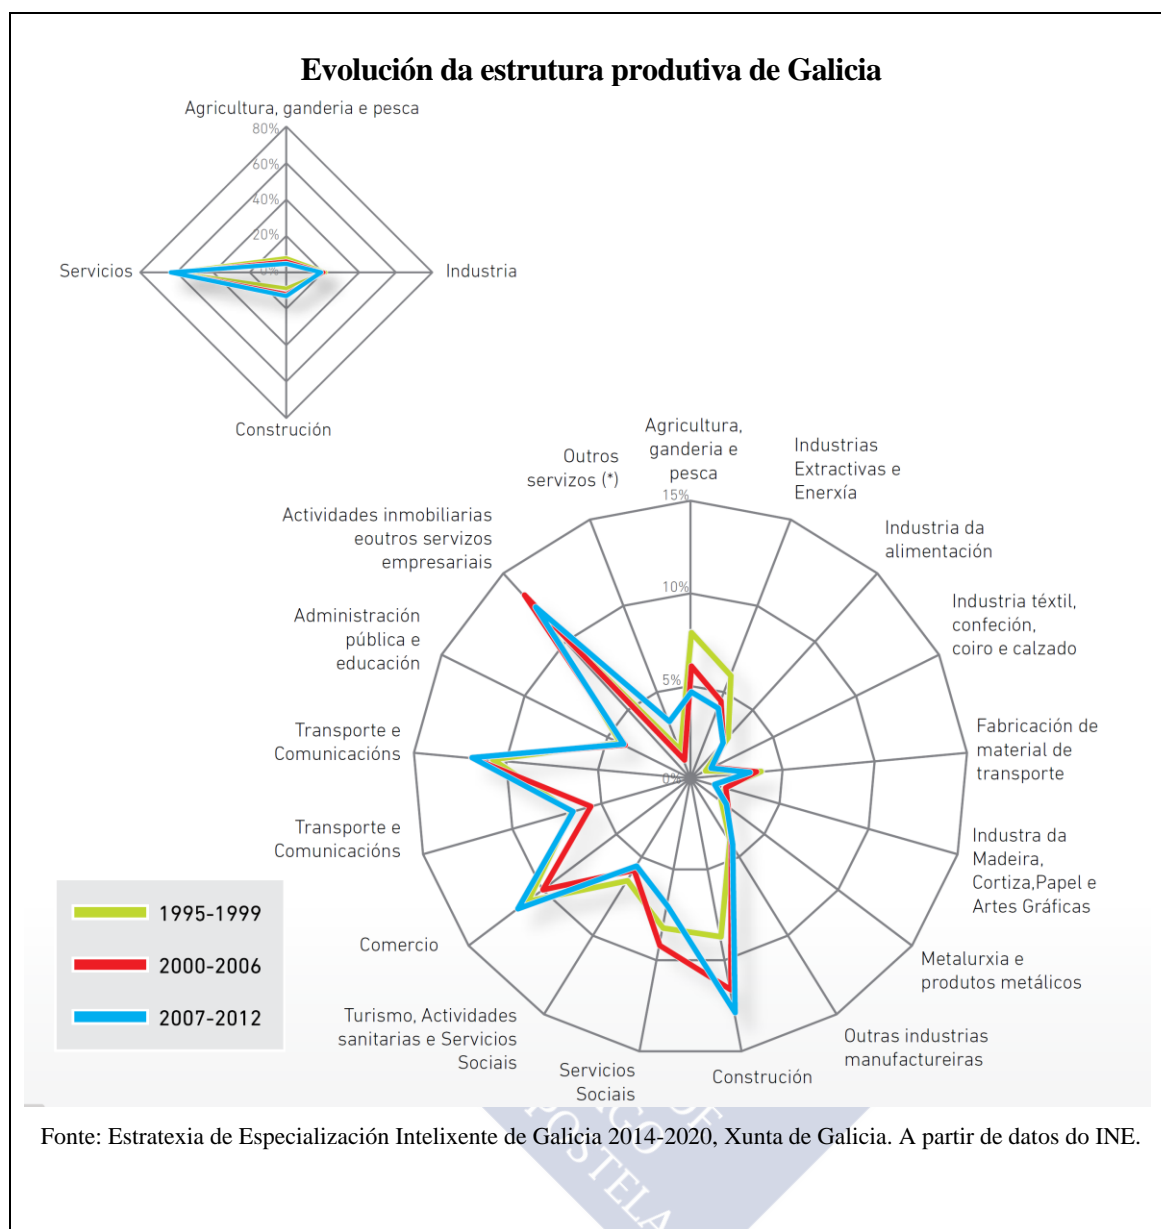 Evolución da estrutura produtiva de Galicia
Agricultura, ganderia e pesca
80%
60%
40%
20%
0%
Servicios
Industria
Construción
Agricultura,
ganderia e
pesca
Industrias
Extractivas e
Enerxía
Industria da
alimentación
Industria téxtil,
confeción,
coiro e calzado
Fabricación de
material de
transporte
Industra da
Madeira,
Cortiza,Papel e
Artes Gráficas
Metalurxia e
produtos metálicos
Outras industrias
manufactureiras
Construción
Servicios
Sociais
Turismo, Actividades
sanitarias e Servicios
Sociais
Comercio
Transporte e
Comunicacións
Transporte e
Comunicacións
Administración
pública e
educación
Actividades inmobiliarias
eoutros servizos
empresariais
Outros
servizos (*)
15%
10%
5%
0%
1995-1999
2000-2006
2007-2012
Fonte: Estratexia de Especialización Intelixente de Galicia 2014-2020, Xunta de Galicia. A partir de datos do INE.
DE